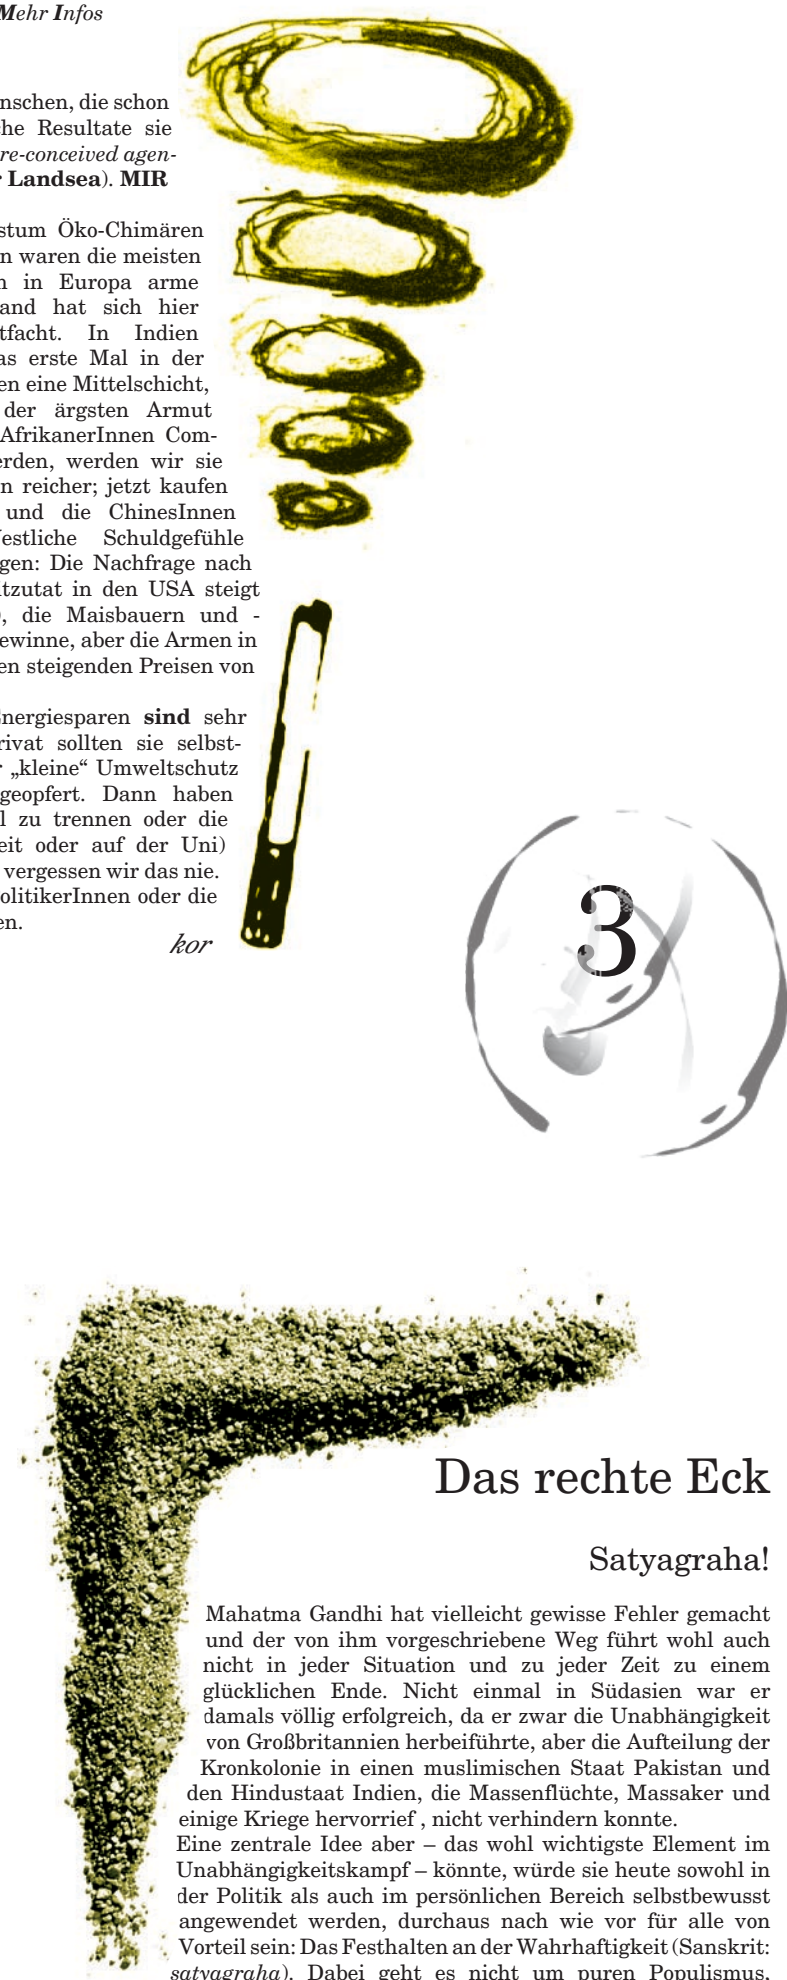 Mehr Infos
nschen, die schon
che Resultate sie
re-conceived agen-
r Landsea). MIR
stum Öko-Chimären
n waren die meisten
n in Europa arme
and hat sich hier
tfacht. In Indien
as erste Mal in der
en eine Mittelschicht,
der ärgsten Armut
AfrikanerInnen Com-
erden, werden wir sie
n reicher; jetzt kaufen
und die ChinesInnen
estliche Schuldgefühle
gen: Die Nachfrage nach
tzutat in den USA steigt
, die Maisbauern und -
ewinne, aber die Armen in
en steigenden Preisen von
Energiesparen sind sehr
rivat sollten sie selbst-
r „kleine“ Umweltschutz
geopfert. Dann haben
l zu trennen oder die
eit oder auf der Uni)
vergessen wir das nie.
olitikerInnen oder die
en.
kor
3
Das rechte Eck
Satyagraha!
Mahatma Gandhi hat vielleicht gewisse Fehler gemacht
und der von ihm vorgeschriebene Weg führt wohl auch
nicht in jeder Situation und zu jeder Zeit zu einem
glücklichen Ende. Nicht einmal in Südasien war er
damals völlig erfolgreich, da er zwar die Unabhängigkeit
von Großbritannien herbeiführte, aber die Aufteilung der
Kronkolonie in einen muslimischen Staat Pakistan und
den Hindustaat Indien, die Massenflüchte, Massaker und
einige Kriege hervorrief , nicht verhindern konnte.
Eine zentrale Idee aber – das wohl wichtigste Element im
Unabhängigkeitskampf – könnte, würde sie heute sowohl in
der Politik als auch im persönlichen Bereich selbstbewusst
angewendet werden, durchaus nach wie vor für alle von
Vorteil sein: Das Festhalten an der Wahrhaftigkeit (Sanskrit:
satyagraha). Dabei geht es nicht um puren Populismus,